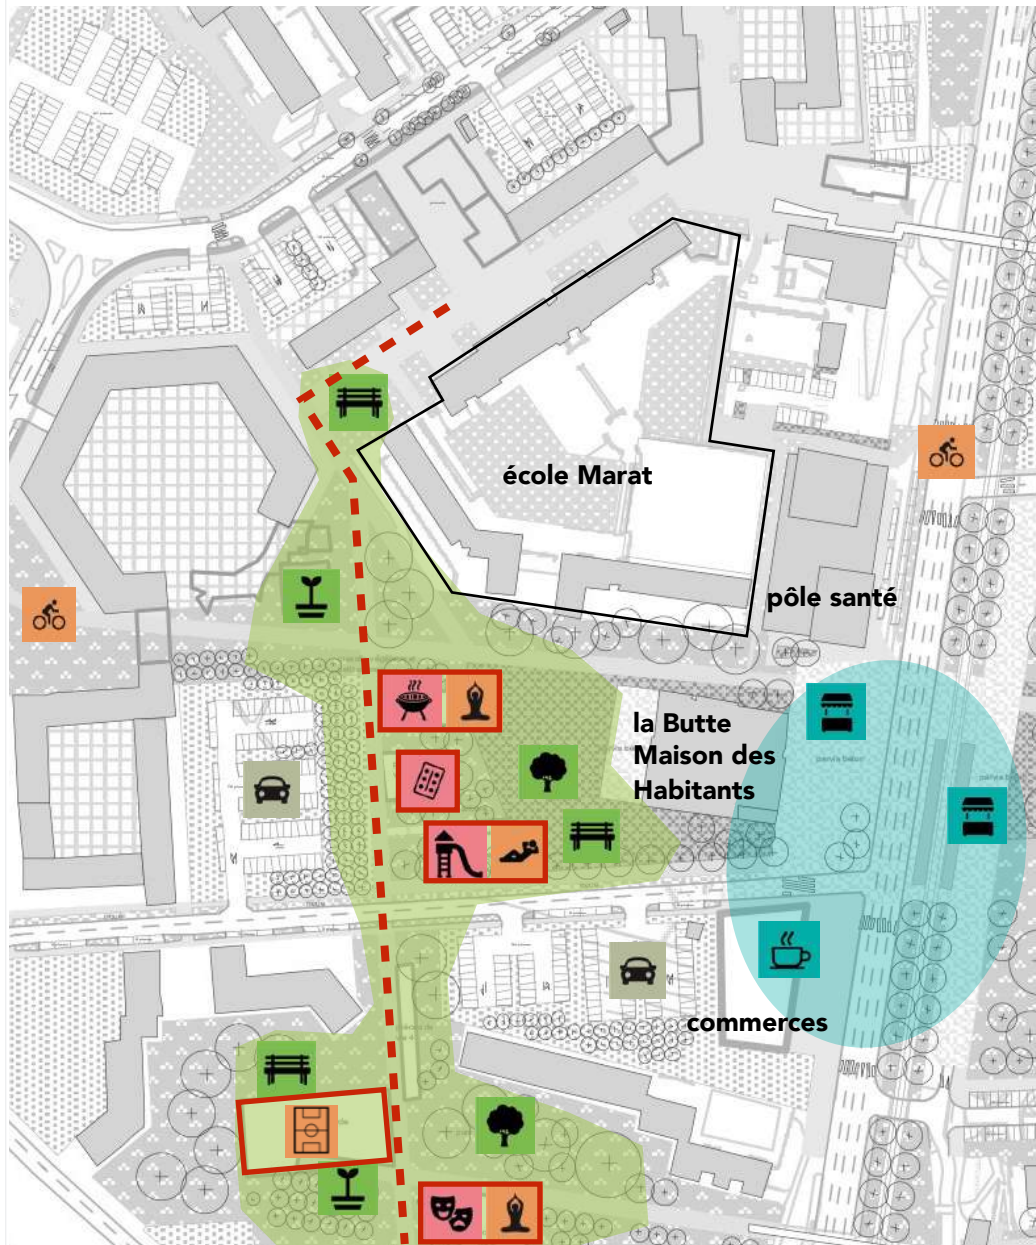 école Marat
pôle santé
la Butte
Maison des
Habitants
commerces